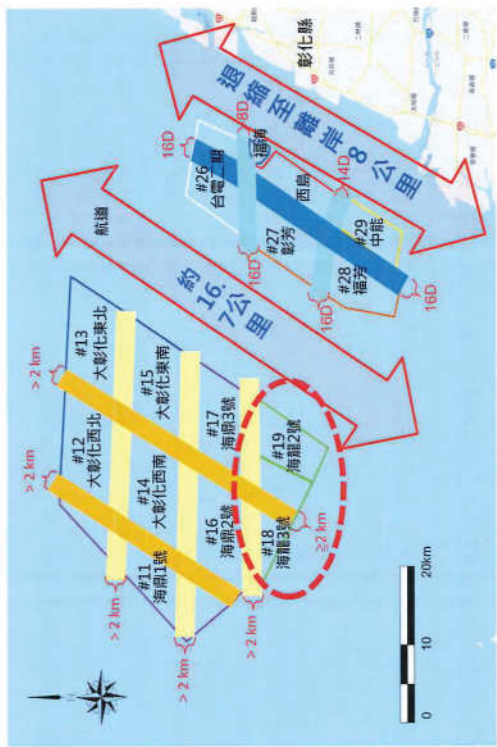 彰化縣
退縮至離岸 8 公里
航道
約16.7公里
16D
8D
#26
台電二期
福海
西島
14D
16D
#27
彰芳
#29
中能
16D
#28
福芳
16D
> 2 km
> 2 km
#13
大彰化東北
#12
大彰化西北
#15
大彰化東南
#11
海鼎1號
#14
大彰化西南
#17
海鼎3號
#16
海鼎2號
#19
海龍2號
#18
海龍3號
> 2 km
> 2 km
> 2 km
≧2 km
0
10
20km